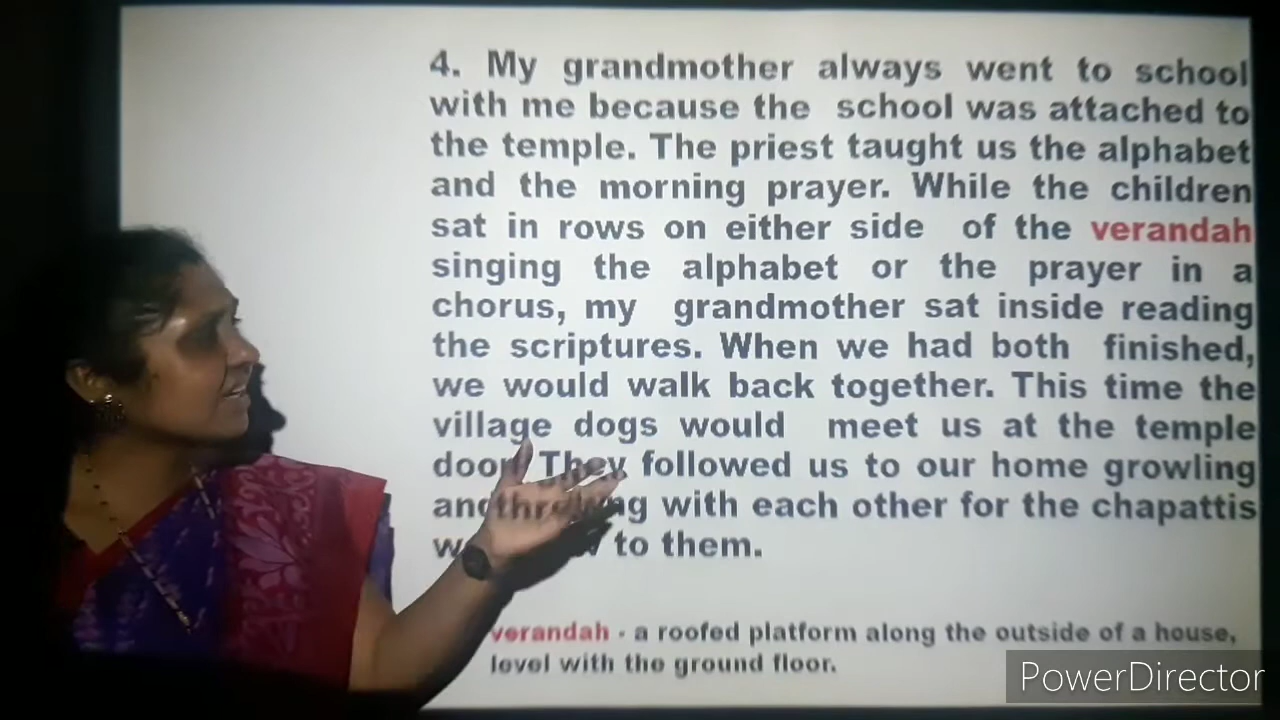 4. My grandmother always went to school
with me because the school was attached to
the temple. The priest taught us the alphabet
and the morning prayer. While the children
sat in rows on either side of the verandah
singing the alphabet or the prayer in a
chorus, my grandmother sat inside reading
the scriptures. When we had both finished,
we would walk back together. This time the
village dogs would meet us at the temple
They followed us to our home growling
with each other for the chapattis
to them.
verandah - a roofed platform along the outside of a house,
level with the ground floor.
PowerDirector